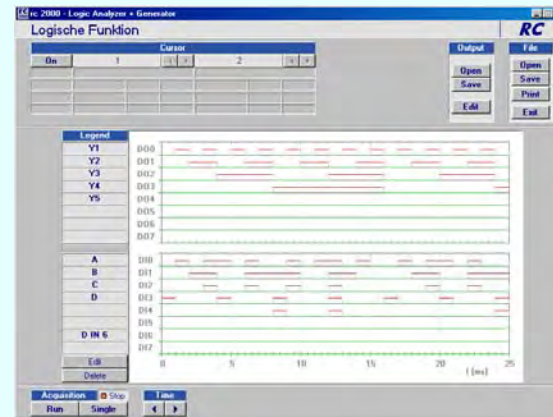 rc 2000 - Logic Analyzer + Generator
Logische Funktion
RC
Cursor
On 1 2
Output
Open
Save
Edit
File
Open
Save
Print
Exit
Legend
Y1
Y2
Y3
Y4
Y5
DO0
DO1
DO2
DO3
DO4
DO5
DO6
DO7
A
B
C
D
D IN 6
Edit
Delete
DI0
DI1
DI2
DI3
DI4
DI5
DI6
DI7
0 5 10 15 20 25
t [ms]
Acquisition Stop
Run Single
Time